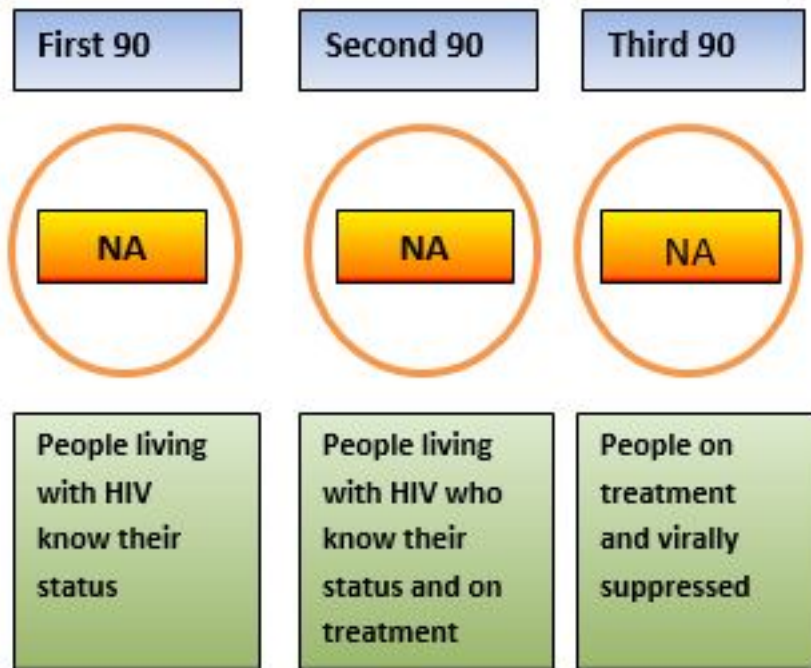 First 90
Second 90
Third 90
NA
NA
NA
People living
with HIV
know their
status
People living
with HIV who
know their
status and on
treatment
People on
treatment
and virally
suppressed